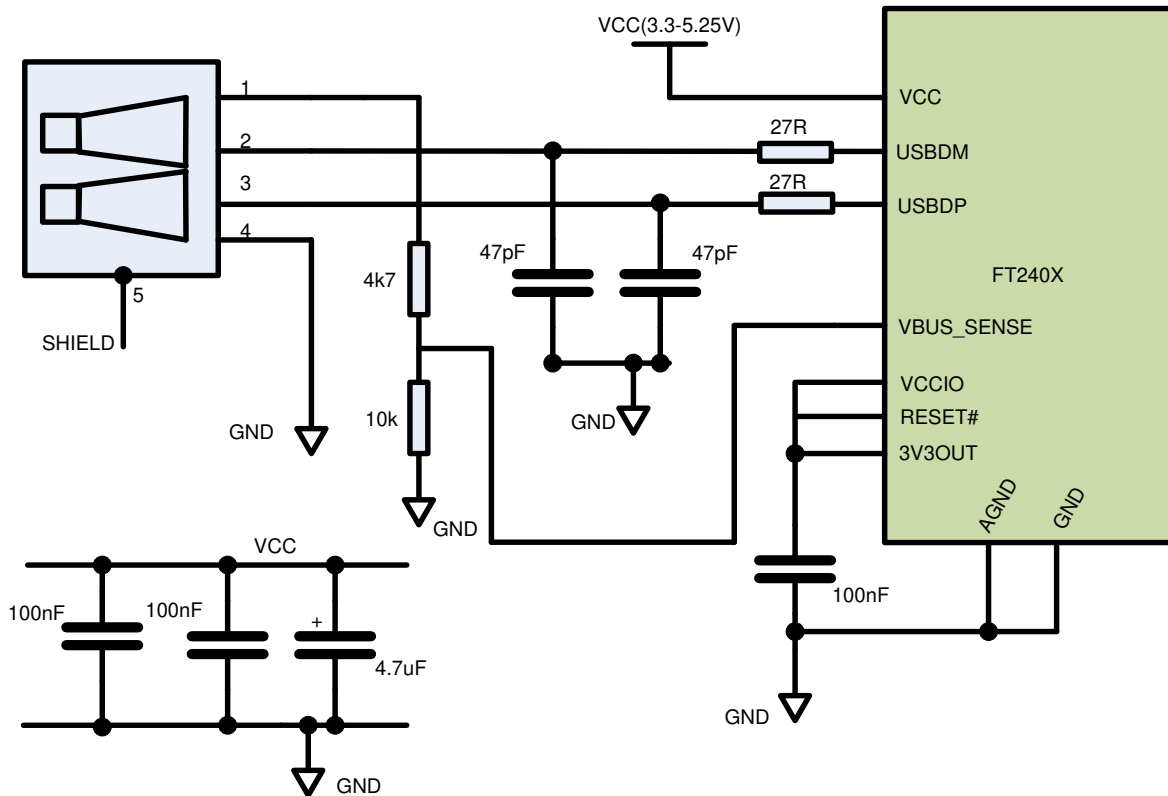 VCC(3.3-5.25V)
1
VCC
27R
2
USBDM
27R
3
USBDP
4
47pF
47pF
4k7
FT240X
5
VBUS_SENSE
SHIELD
VCCIO
10k
RESET#
GND
GND
3V3OUT
AGND
GND
GND
VCC
100nF
100nF
100nF
+
4.7uF
GND
GND